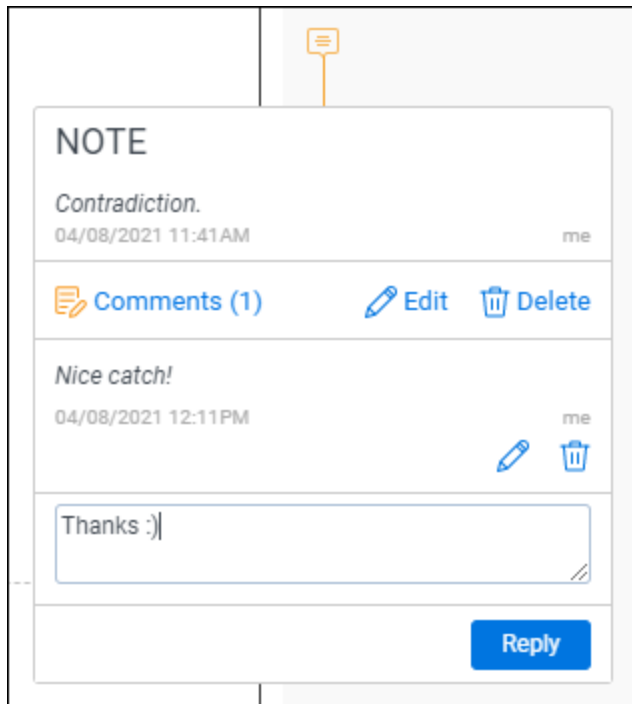 NOTE
Contradiction.
04/08/2021 11:41AM me
Comments (1) Edit Delete
Nice catch!
04/08/2021 12:11PM me
Thanks :)
Reply